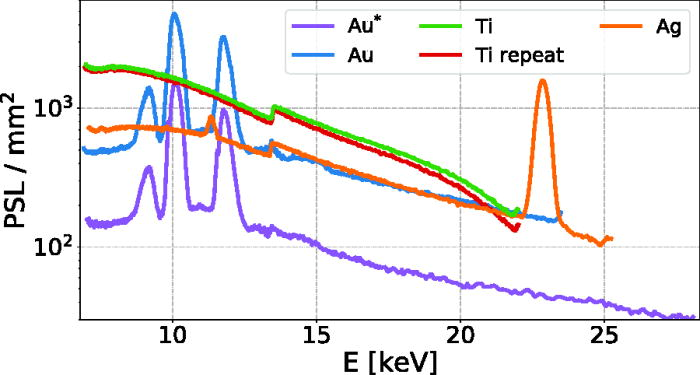 Au* Ti Ag
Au Ti repeat
PSL / mm²
10³
10²
10 15 20 25
E [keV]